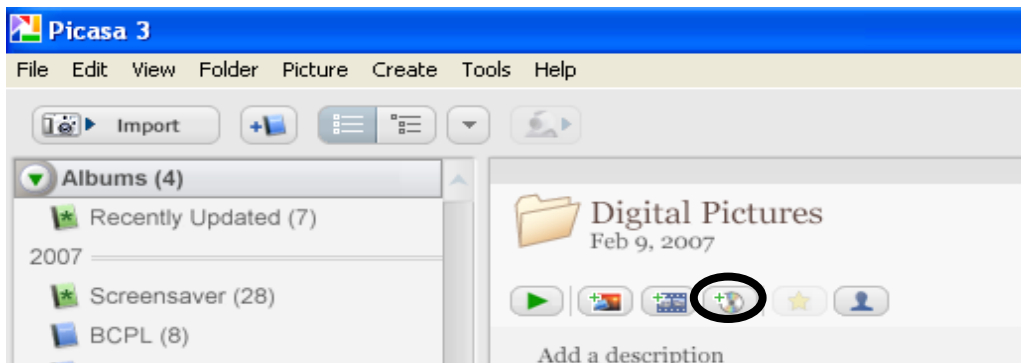 Picasa 3
File Edit View Folder Picture Create Tools Help
Import
Albums (4)
Recently Updated (7)
2007
Screensaver (28)
BCPL (8)
Digital Pictures
Feb 9, 2007
Add a description